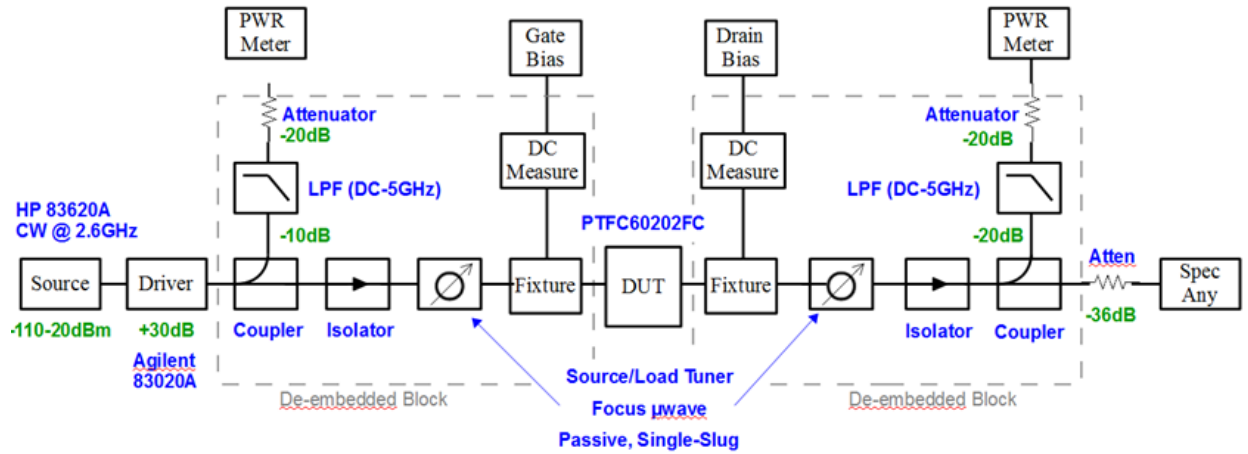 PWR
Meter
Gate
Bias
Drain
Bias
PWR
Meter
Attenuator
-20dB
Attenuator
-20dB
DC
Measure
DC
Measure
LPF (DC-5GHz)
LPF (DC-5GHz)
HP 83620A
CW @ 2.6GHz
-10dB
PTFC60202FC
-20dB
Atten
Source
Driver
Fixture
DUT
Fixture
Spec
Any
-110-20dBm
+30dB
Coupler
Isolator
Isolator
Coupler
-36dB
Agilent
83020A
Source/Load Tuner
Focus µwave
Passive, Single-Slug
De-embedded Block
De-embedded Block